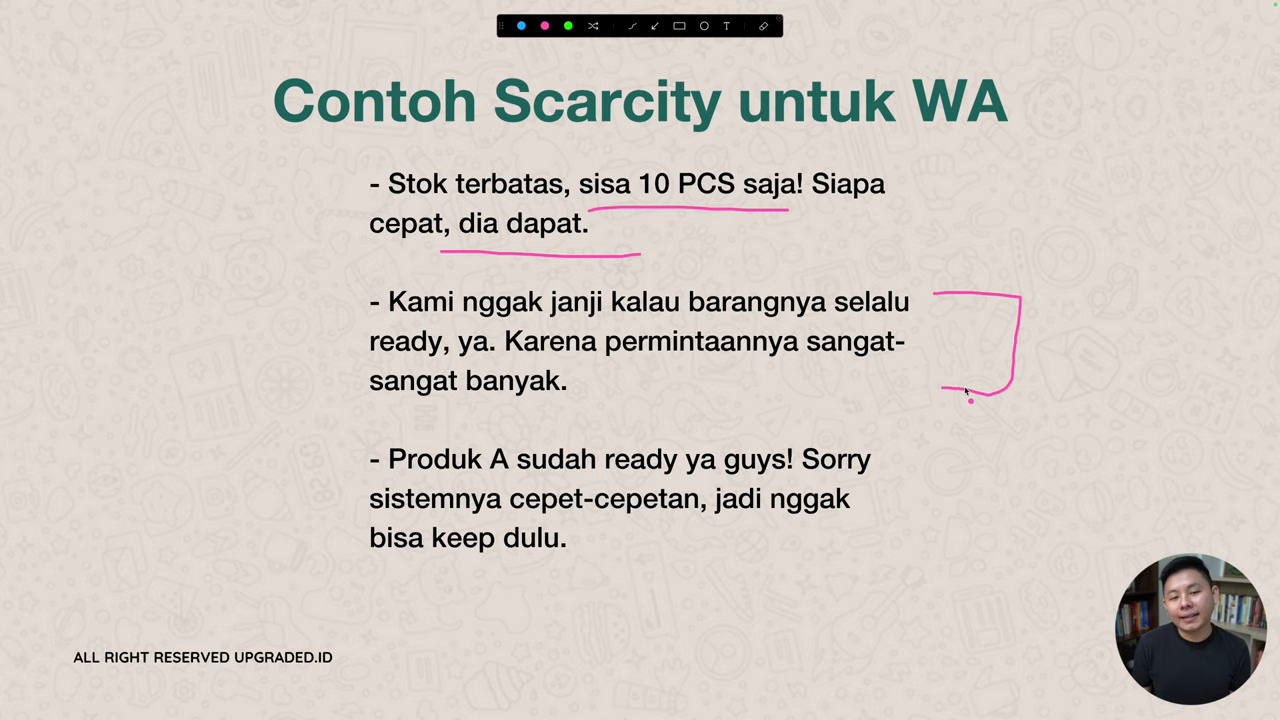 Contoh Scarcity untuk WA
- Stok terbatas, sisa 10 PCS saja! Siapa
cepat, dia dapat.
- Kami nggak janji kalau barangnya selalu
ready, ya. Karena permintaannya sangat-
sangat banyak.
- Produk A sudah ready ya guys! Sorry
sistemnya cepet-cepetan, jadi nggak
bisa keep dulu.
ALL RIGHT RESERVED UPGRADED.ID